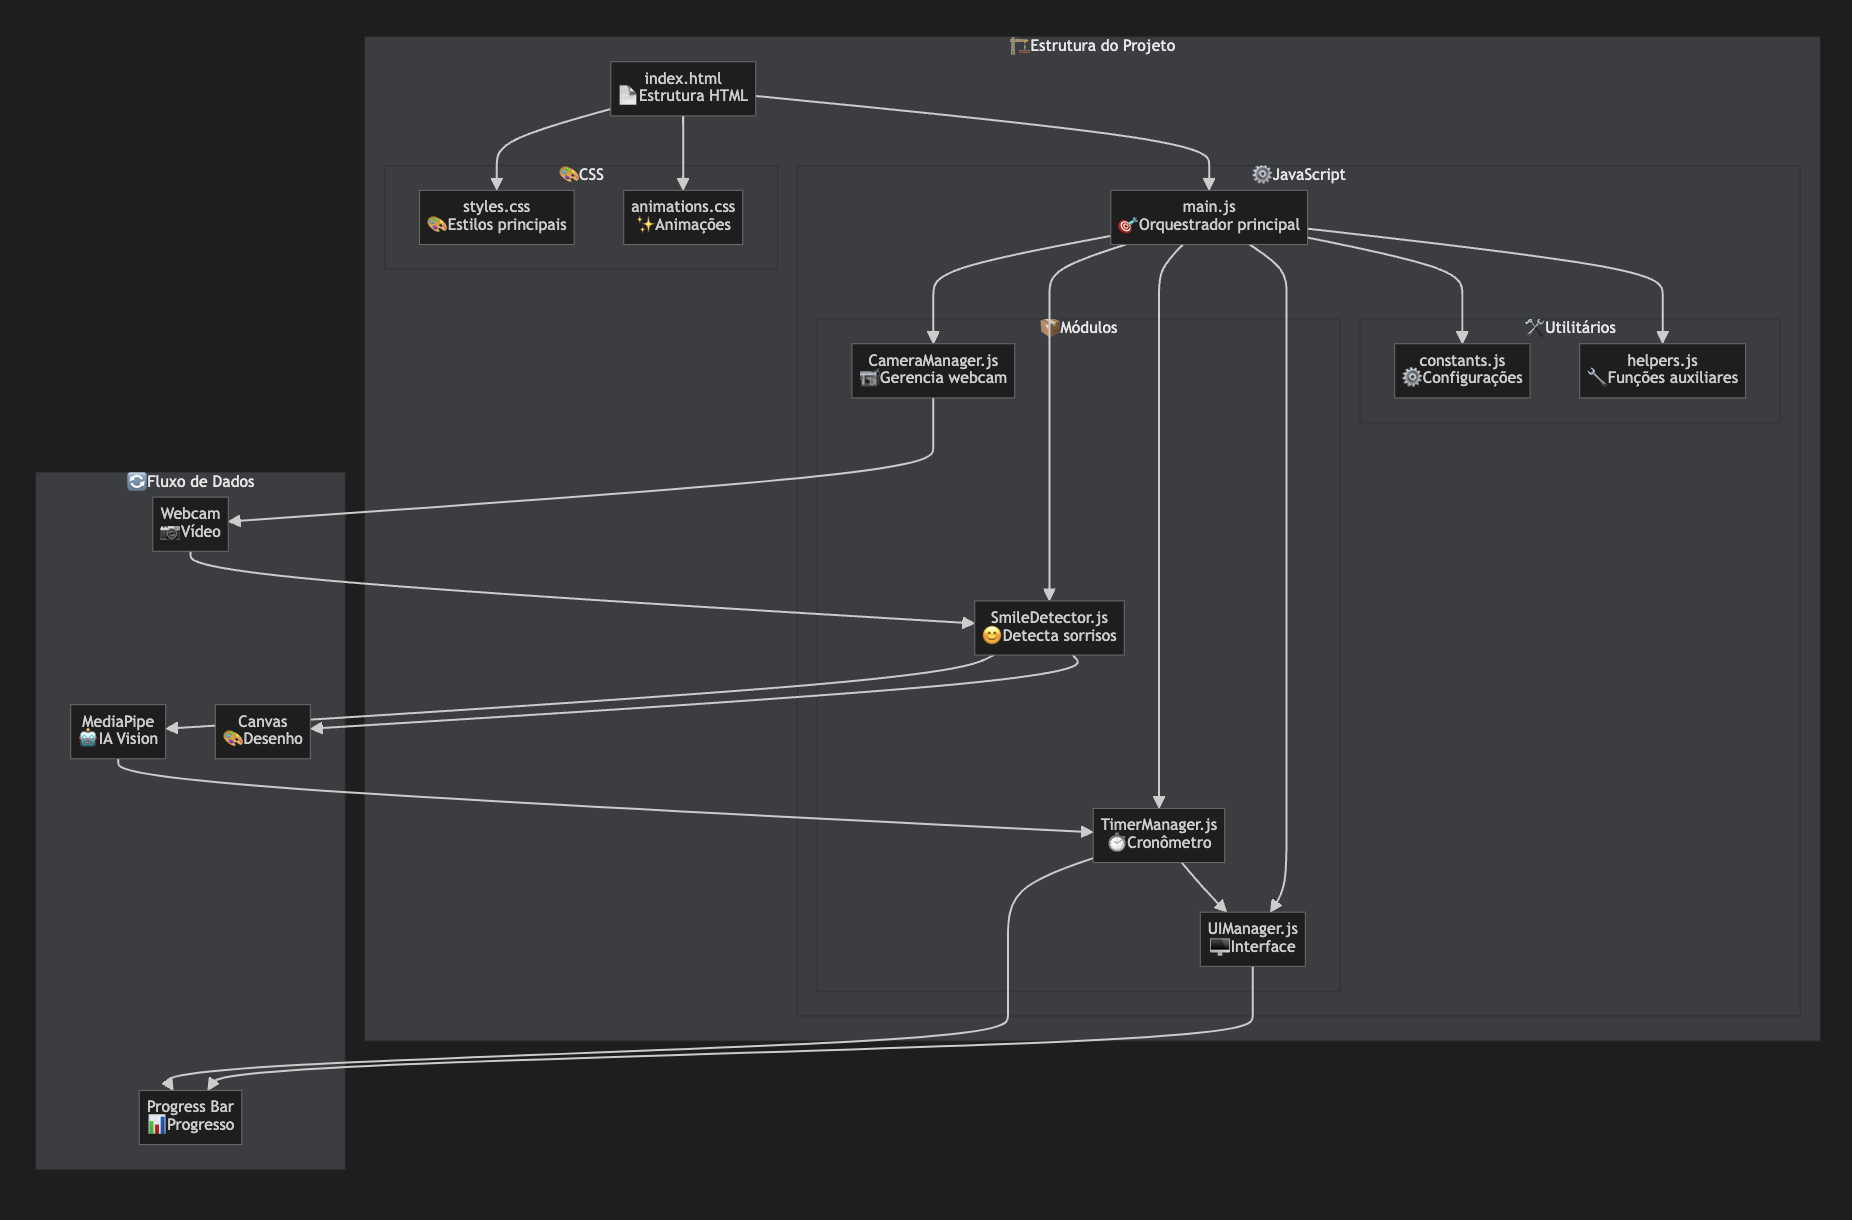 🏗️Estrutura do Projeto
index.html
📄Estrutura HTML
🎨CSS
styles.css
🎨Estilos principais
animations.css
✨Animações
⚙️JavaScript
main.js
🎯Orquestrador principal
📦Módulos
CameraManager.js
📹Gerencia webcam
🛠️Utilitários
constants.js
⚙️Configurações
helpers.js
🔧Funções auxiliares
🔄Fluxo de Dados
Webcam
📷Vídeo
SmileDetector.js
😊Detecta sorrisos
MediaPipe
🤖IA Vision
Canvas
🎨Desenho
TimerManager.js
⏱️Cronômetro
UIManager.js
🖥️Interface
Progress Bar
📊Progresso